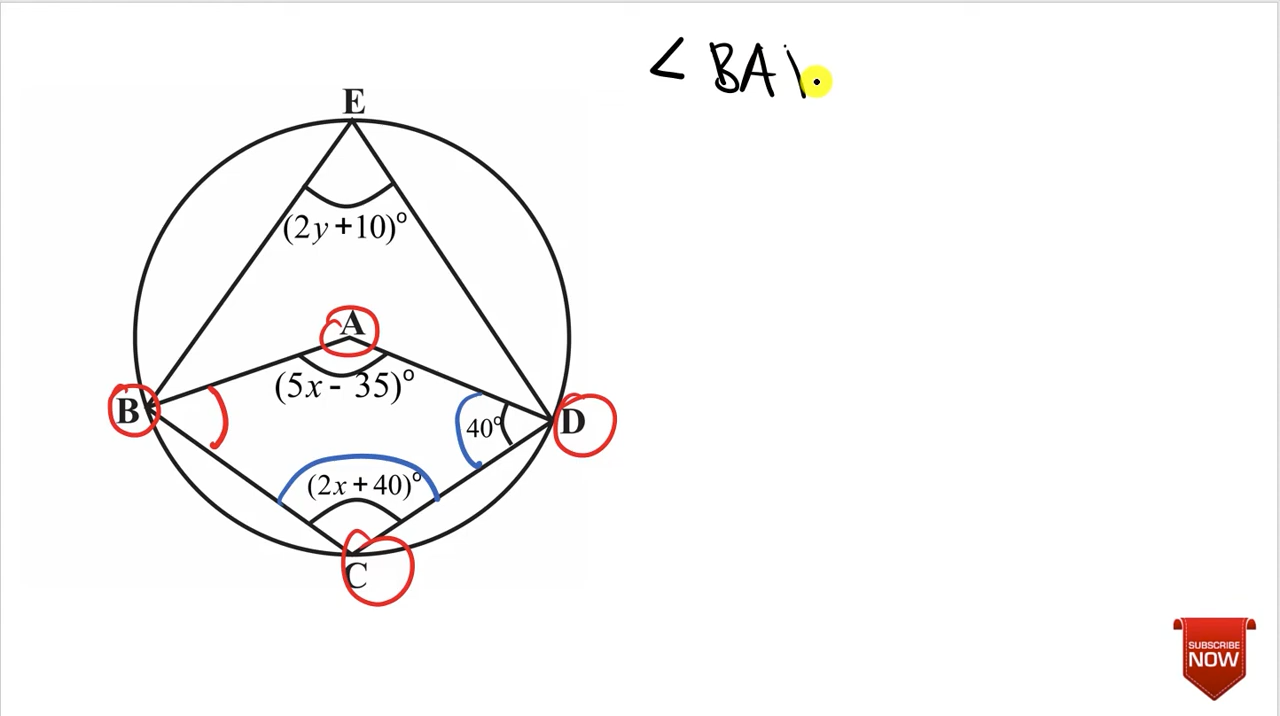 < BA
E
(2y+10)°
A
(5x- 35)°
B
D
40°
(2x+40)°
C
SUBSCRIBE
NOW